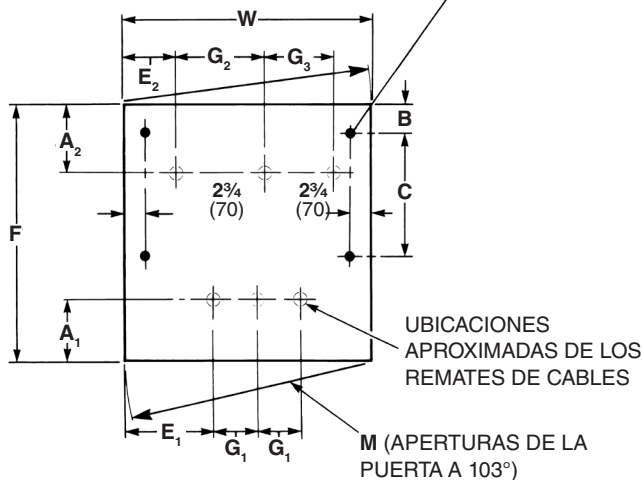 W
E₂ G₂ G₃
B
A₂
2¾ 2¾
(70) (70)
C
F
A₁
UBICACIONES
APROXIMADAS DE LOS
REMATES DE CABLES
E₁ G₁ G₁
M (APERTURAS DE LA
PUERTA A 103°)